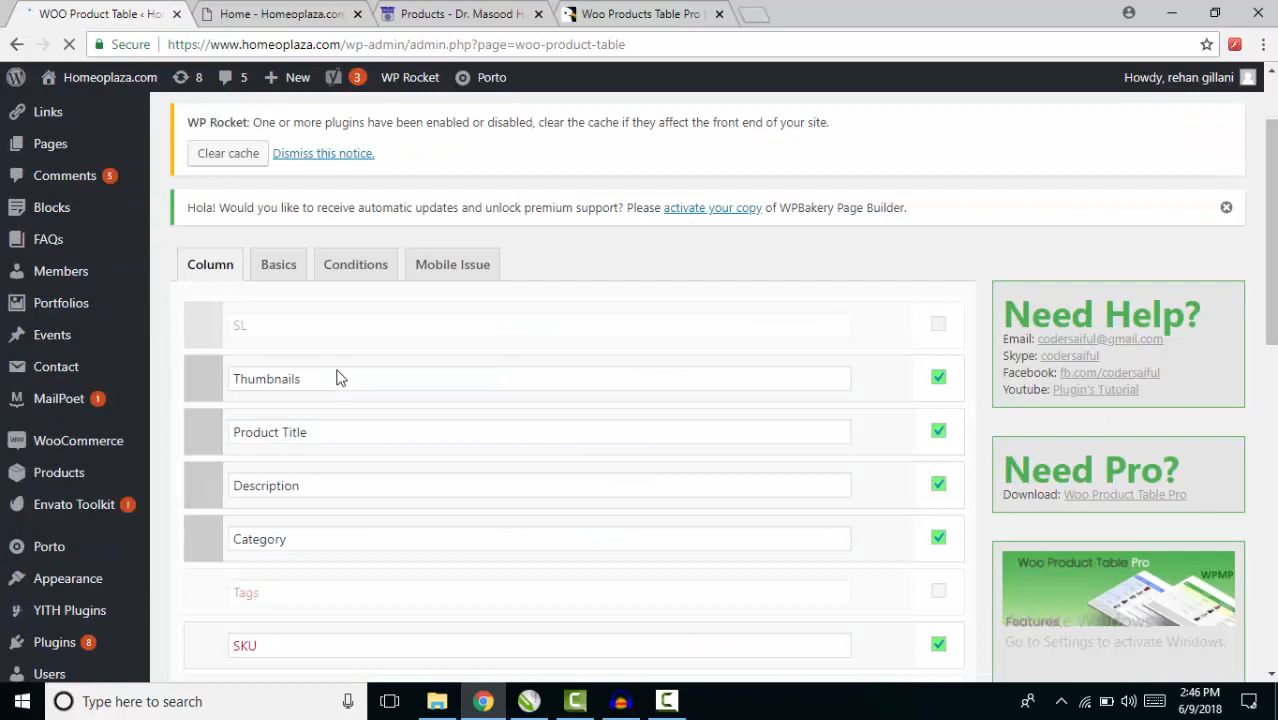 WOO Product Table ‹ Ho
Home - Homeoplaza.com
Products - Dr. Masood H
Woo Products Table Pro
Secure
https://www.homeoplaza.com/wp-admin/admin.php?page=woo-product-table
Homeoplaza.com
8
5
New
3
WP Rocket
Porto
Howdy, rehan gillani
Links
Pages
Comments 5
Blocks
FAQs
Members
Portfolios
Events
Contact
MailPoet 1
WooCommerce
Products
Envato Toolkit 1
Porto
Appearance
YITH Plugins
Plugins 8
Users
WP Rocket: One or more plugins have been enabled or disabled, clear the cache if they affect the front end of your site.
Clear cache
Dismiss this notice.
Hola! Would you like to receive automatic updates and unlock premium support? Please activate your copy of WPBakery Page Builder.
Column
Basics
Conditions
Mobile Issue
SL
Thumbnails
Product Title
Description
Category
Tags
SKU
Need Help?
Email: codersaiful@gmail.com
Skype: codersaiful
Facebook: fb.com/codersaiful
Youtube: Plugin's Tutorial
Need Pro?
Download: Woo Product Table Pro
Woo Product Table Pro
WPMP
Features
Go to Settings to activate Windows.
Type here to search
2:46 PM
6/9/2018